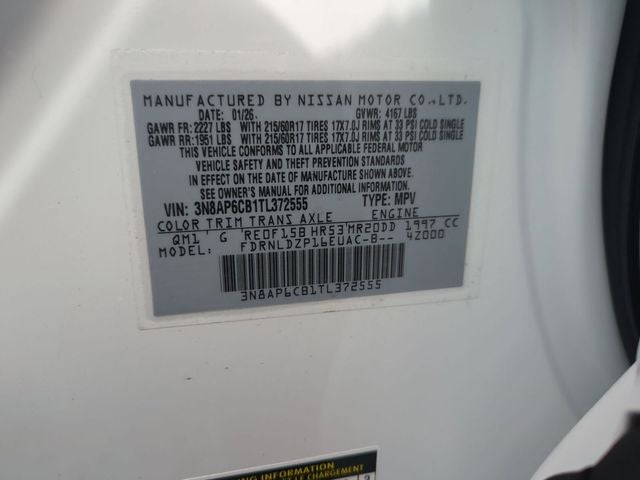 MANUFACTURED BY NISSAN MOTOR CO., LTD.
DATE: 01/26 GVWR: 4167 LBS
GAWR FR: 2227 LBS WITH 215/60R17 TIRES 17X7.0J RIMS AT 33 PSI COLD SINGLE
GAWR RR: 1951 LBS WITH 215/60R17 TIRES 17X7.0J RIMS AT 33 PSI COLD SINGLE
THIS VEHICLE CONFORMS TO ALL APPLICABLE FEDERAL MOTOR
VEHICLE SAFETY AND THEFT PREVENTION STANDARDS
IN EFFECT ON THE DATE OF MANUFACTURE SHOWN ABOVE.
SEE OWNER'S MANUAL FOR ADDITIONAL INFORMATION.
VIN: 3N8AP6CB1TL372555 TYPE: MPV
COLOR TRIM TRANS AXLE ENGINE
QM1 G RE0F15B HR53 MR20DD 1997 CC
MODEL: FDRNLDZP16EUAC-B-- 4Z000
3N8AP6CB1TL372555
ING INFORMATION
CHARGEMENT